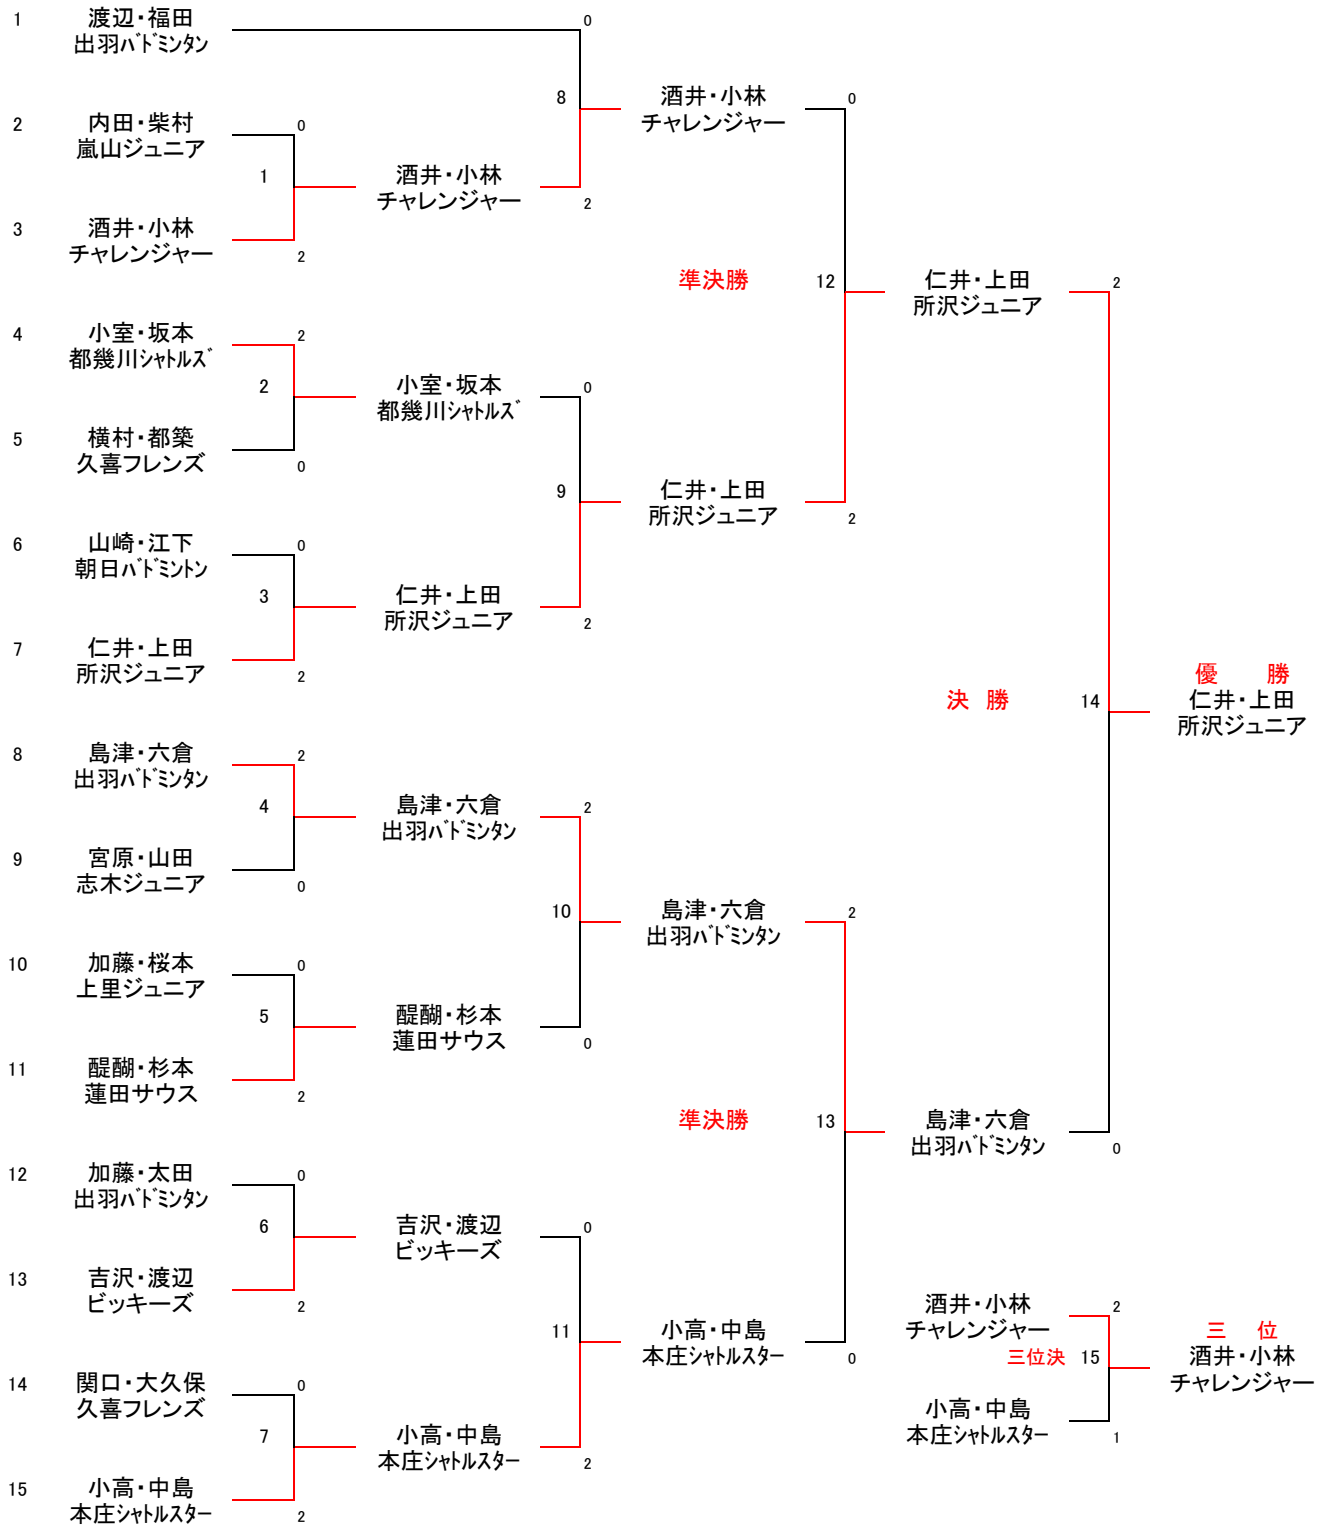 1
渡辺・福田
出羽ﾊﾞﾄﾞﾐﾝﾀﾝ
2
内田・柴村
嵐山ジュニア
3
酒井・小林
チャレンジャー
4
小室・坂本
都幾川ｼｬﾄﾙｽﾞ
5
横村・都築
久喜フレンズ
6
山崎・江下
朝日ﾊﾞﾄﾞﾐﾝﾄﾝ
7
仁井・上田
所沢ジュニア
8
島津・六倉
出羽ﾊﾞﾄﾞﾐﾝﾀﾝ
9
宮原・山田
志木ジュニア
10
加藤・桜本
上里ジュニア
11
醍醐・杉本
蓮田サウス
12
加藤・太田
出羽ﾊﾞﾄﾞﾐﾝﾀﾝ
13
吉沢・渡辺
ビッキーズ
14
関口・大久保
久喜フレンズ
15
小高・中島
本庄ｼｬﾄﾙｽﾀｰ
0
1
2
2
2
0
0
3
2
2
4
0
0
5
2
0
6
2
0
7
2
酒井・小林
チャレンジャー
小室・坂本
都幾川ｼｬﾄﾙｽﾞ
仁井・上田
所沢ジュニア
島津・六倉
出羽ﾊﾞﾄﾞﾐﾝﾀﾝ
醍醐・杉本
蓮田サウス
吉沢・渡辺
ビッキーズ
小高・中島
本庄ｼｬﾄﾙｽﾀｰ
0
8
2
0
9
2
2
10
0
0
11
2
酒井・小林
チャレンジャー
準決勝
仁井・上田
所沢ジュニア
島津・六倉
出羽ﾊﾞﾄﾞﾐﾝﾀﾝ
準決勝
小高・中島
本庄ｼｬﾄﾙｽﾀｰ
0
12
2
2
13
0
仁井・上田
所沢ジュニア
決 勝
島津・六倉
出羽ﾊﾞﾄﾞﾐﾝﾀﾝ
2
14
0
優 勝
仁井・上田
所沢ジュニア
酒井・小林
チャレンジャー
三位決
小高・中島
本庄ｼｬﾄﾙｽﾀｰ
2
15
1
三 位
酒井・小林
チャレンジャー